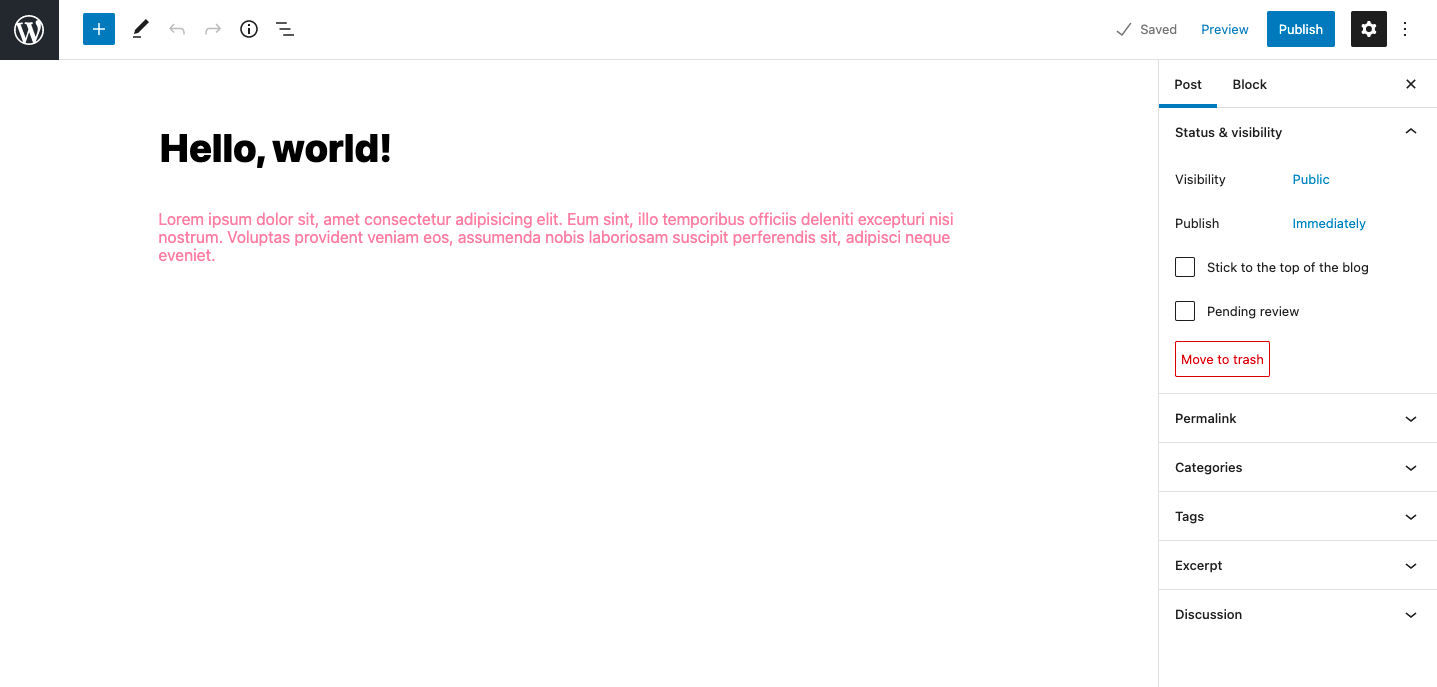 Saved
Preview
Publish
Post
Block
Hello, world!
Lorem ipsum dolor sit, amet consectetur adipisicing elit. Eum sint, illo temporibus officiis deleniti excepturi nisi
nostrum. Voluptas provident veniam eos, assumenda nobis laboriosam suscipit perferendis sit, adipisci neque
eveniet.
Status & visibility
Visibility
Public
Publish
Immediately
Stick to the top of the blog
Pending review
Move to trash
Permalink
Categories
Tags
Excerpt
Discussion